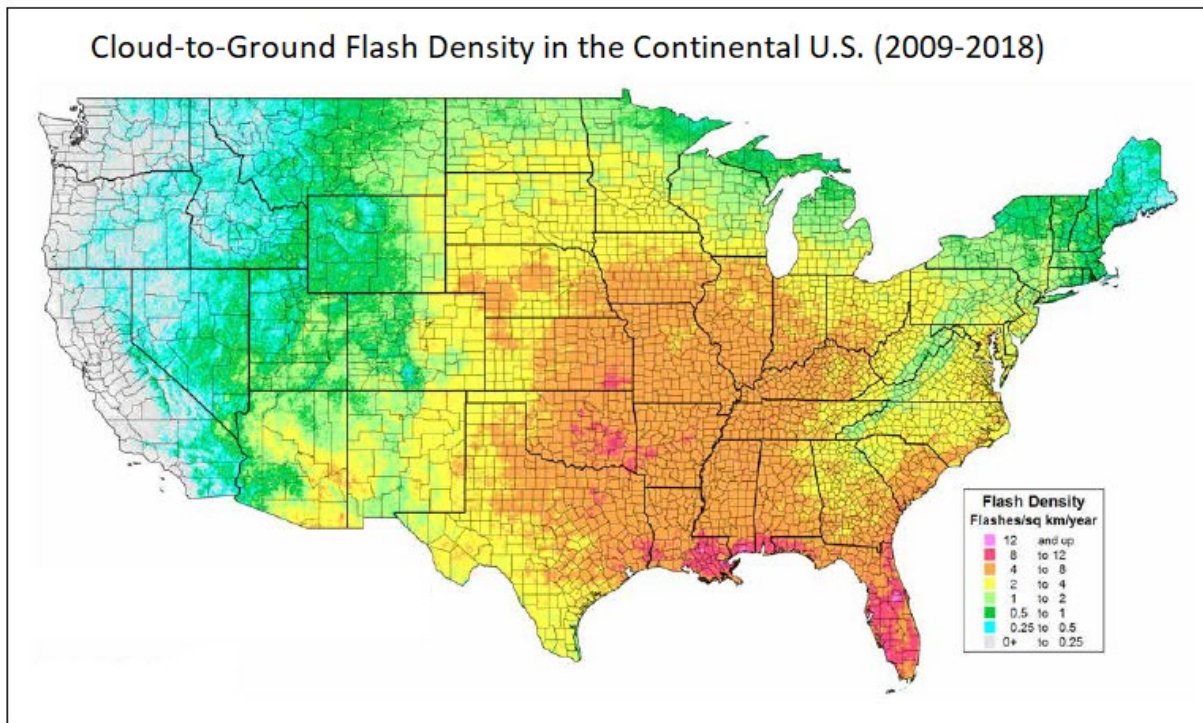 Cloud-to-Ground Flash Density in the Continental U.S. (2009-2018)
Flash Density
Flashes/sq km/year
12 and up
8 to 12
4 to 8
2 to 4
1 to 2
0.5 to 1
0.25 to 0.5
0+ to 0.25